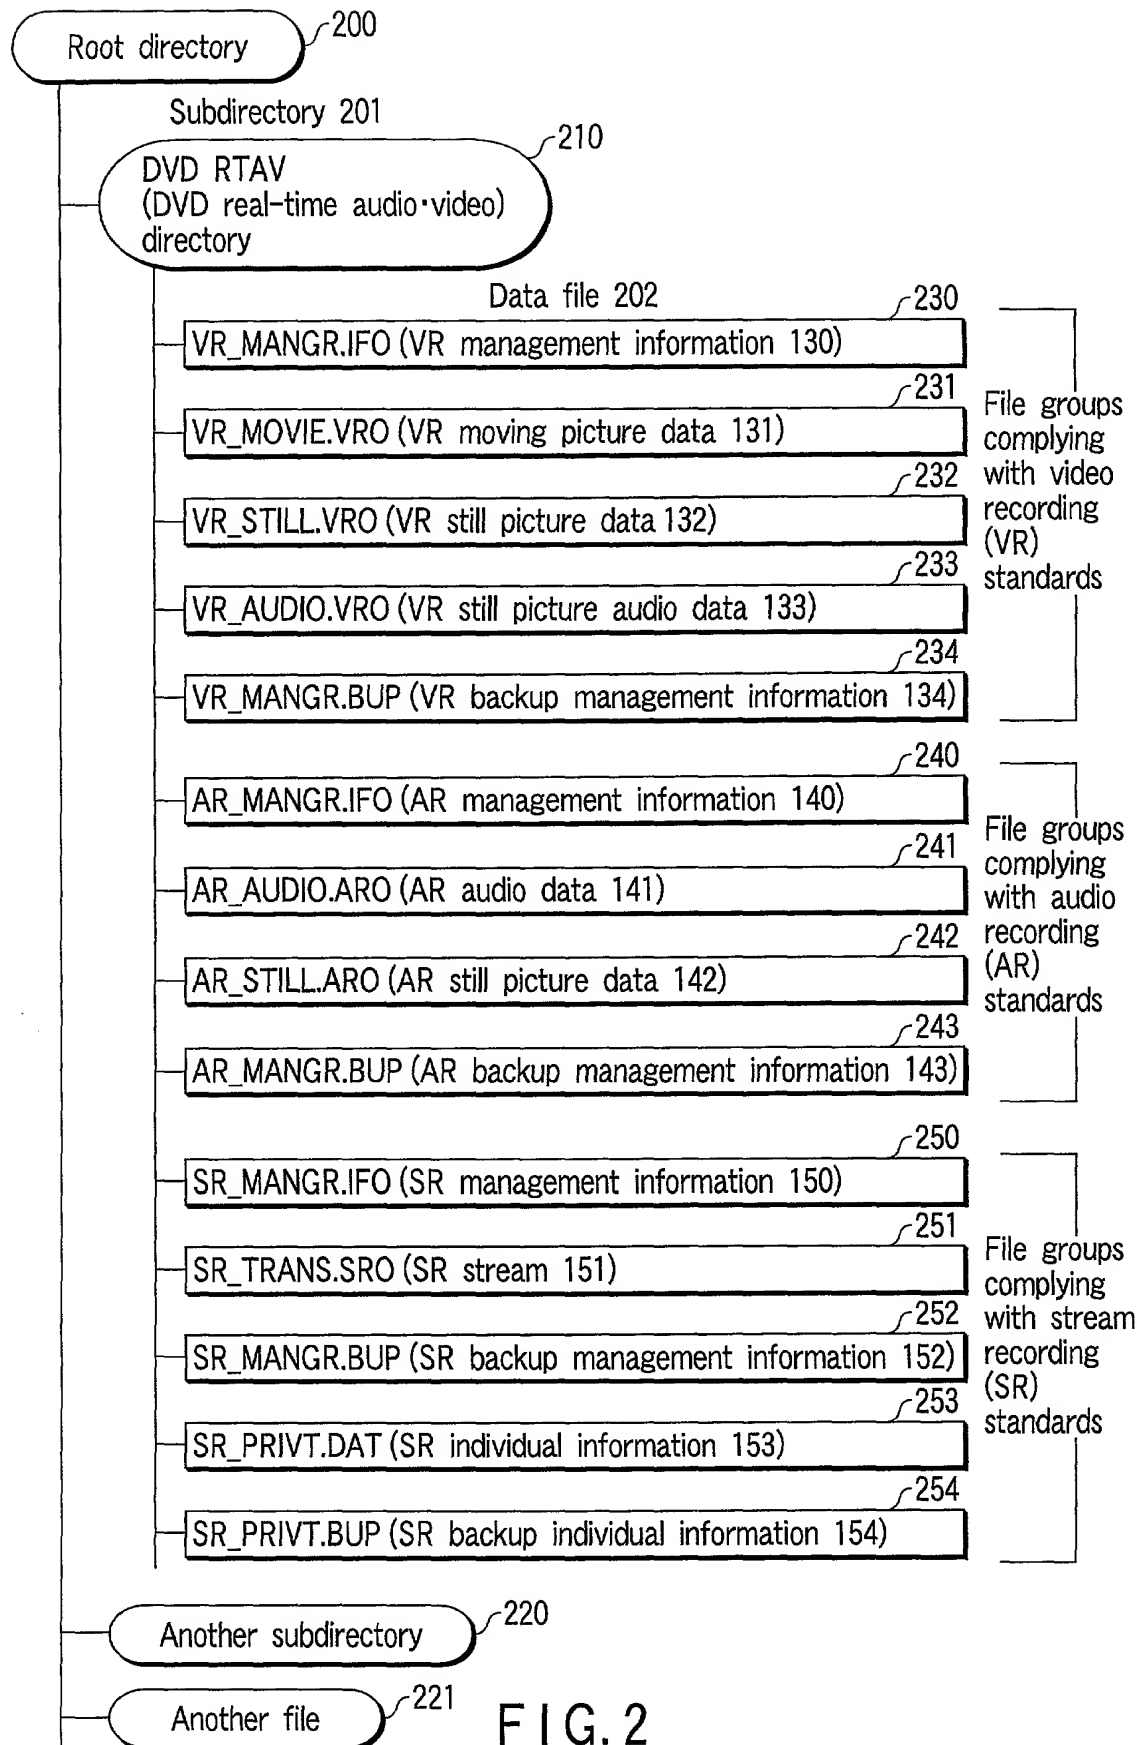 Root directory
200
Subdirectory 201
210
DVD RTAV
(DVD real-time audio·video)
directory
Data file 202
230
VR_MANGR.IFO (VR management information 130)
231
VR_MOVIE.VRO (VR moving picture data 131)
232
VR_STILL.VRO (VR still picture data 132)
233
VR_AUDIO.VRO (VR still picture audio data 133)
234
VR_MANGR.BUP (VR backup management information 134)
File groups
complying
with video
recording
(VR)
standards
240
AR_MANGR.IFO (AR management information 140)
241
AR_AUDIO.ARO (AR audio data 141)
242
AR_STILL.ARO (AR still picture data 142)
243
AR_MANGR.BUP (AR backup management information 143)
File groups
complying
with audio
recording
(AR)
standards
250
SR_MANGR.IFO (SR management information 150)
251
SR_TRANS.SRO (SR stream 151)
252
SR_MANGR.BUP (SR backup management information 152)
253
SR_PRIVT.DAT (SR individual information 153)
254
SR_PRIVT.BUP (SR backup individual information 154)
File groups
complying
with stream
recording
(SR)
standards
Another subdirectory
220
Another file
221
FIG. 2